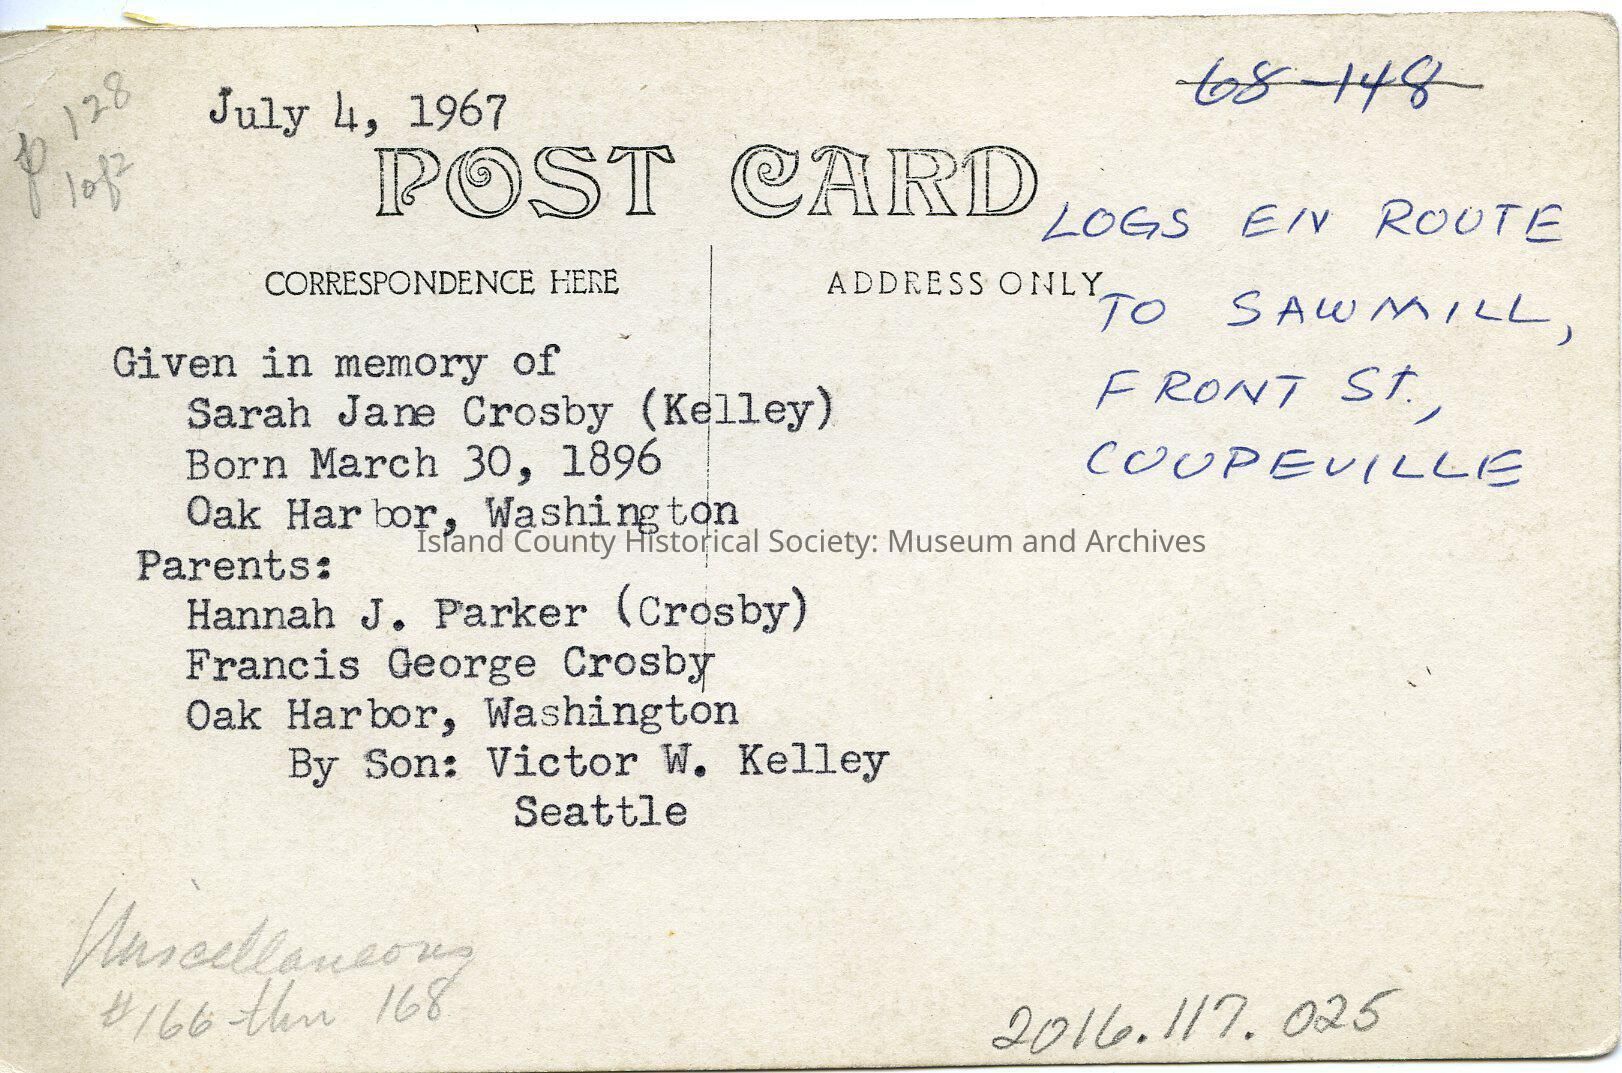 p 128
1 of 2
July 4, 1967
68-148
POST CARD
CORRESPONDENCE HERE
ADDRESS ONLY
LOGS EN ROUTE
TO SAWMILL,
FRONT St.,
COUPEVILLE
Given in memory of
Sarah Jane Crosby (Kelley)
Born March 30, 1896
Oak Harbor, Washington
Island County Historical Society: Museum and Archives
Parents:
Hannah J. Parker (Crosby)
Francis George Crosby
Oak Harbor, Washington
By Son: Victor W. Kelley
Seattle
Miscellaneous
#166 thru 168
2016.117.025